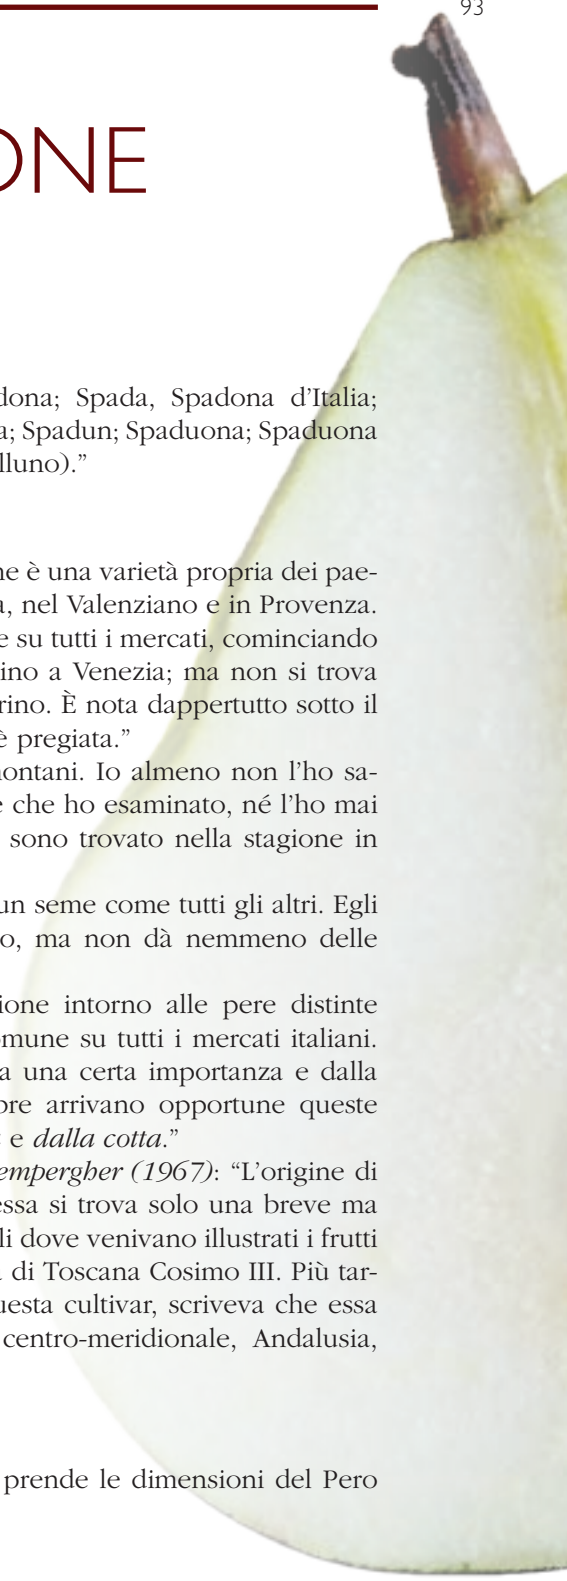 93
ONE
dona; Spada, Spadona d’Italia;
a; Spadun; Spaduona; Spaduona
lluno).”
ne è una varietà propria dei pae-
a, nel Valenziano e in Provenza.
e su tutti i mercati, cominciando
ino a Venezia; ma non si trova
rino. È nota dappertutto sotto il
è pregiata.”
nontani. Io almeno non l’ho sa-
e che ho esaminato, né l’ho mai
sono trovato nella stagione in
un seme come tutti gli altri. Egli
o, ma non dà nemmeno delle
ione intorno alle pere distinte
omune su tutti i mercati italiani.
a una certa importanza e dalla
bre arrivano opportune queste
e dalla cotta.”
empergher (1967): “L’origine di
essa si trova solo una breve ma
li dove venivano illustrati i frutti
a di Toscana Cosimo III. Più tar-
uesta cultivar, scriveva che essa
centro-meridionale, Andalusia,
prende le dimensioni del Pero